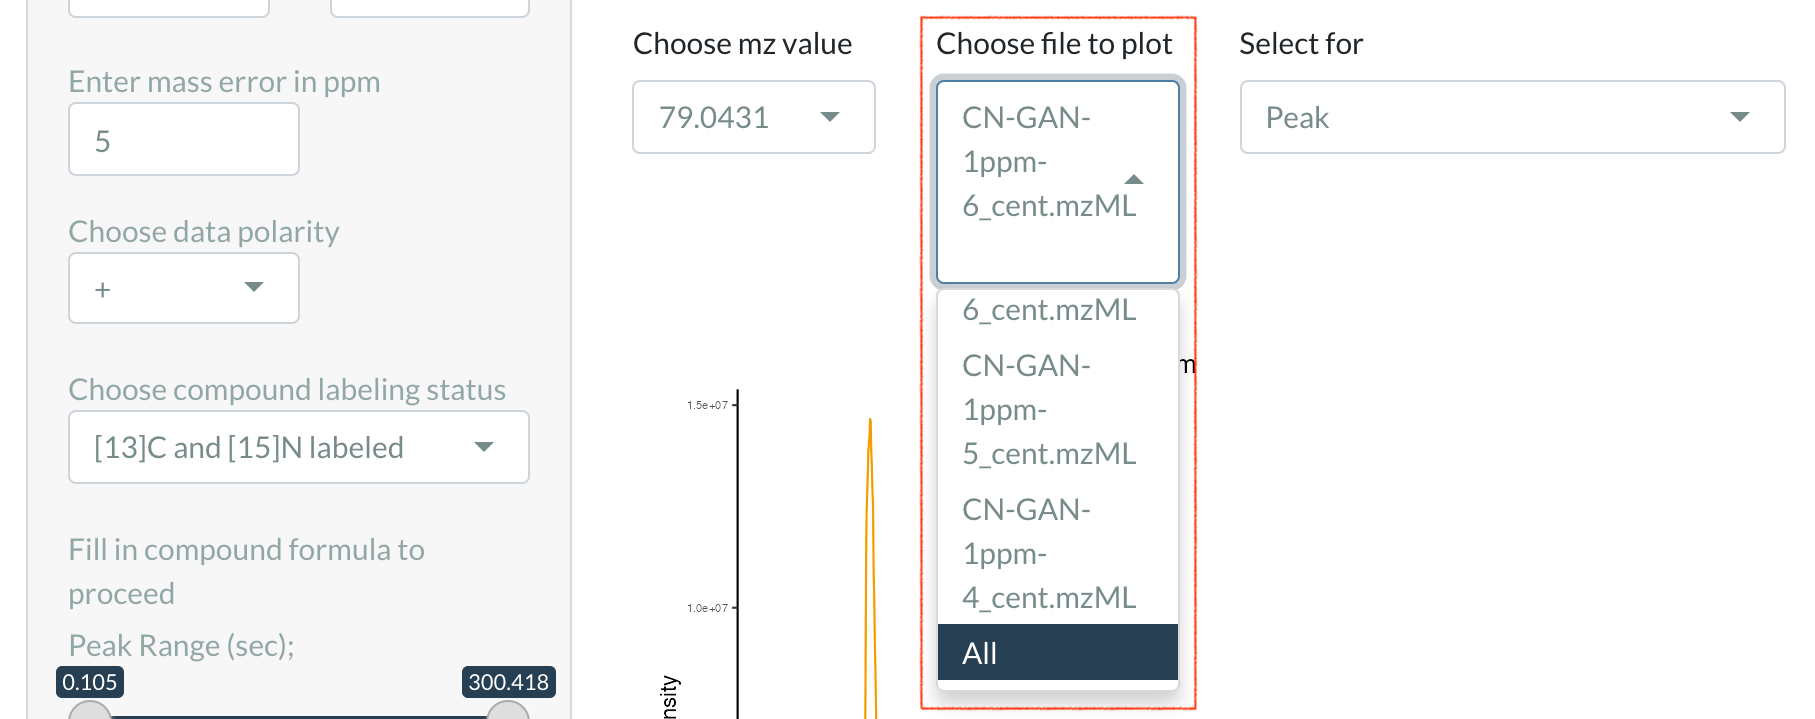 Enter mass error in ppm
5
Choose data polarity
+
Choose compound labeling status
[13]C and [15]N labeled
Fill in compound formula to
proceed
Peak Range (sec);
0.105
300.418
Choose mz value
79.0431
Choose file to plot
CN-GAN-
1ppm-
6_cent.mzML
6_cent.mzML
CN-GAN-
1ppm-
5_cent.mzML
CN-GAN-
1ppm-
4_cent.mzML
All
Select for
Peak
m
1.5e+07
1.0e+07
nsity